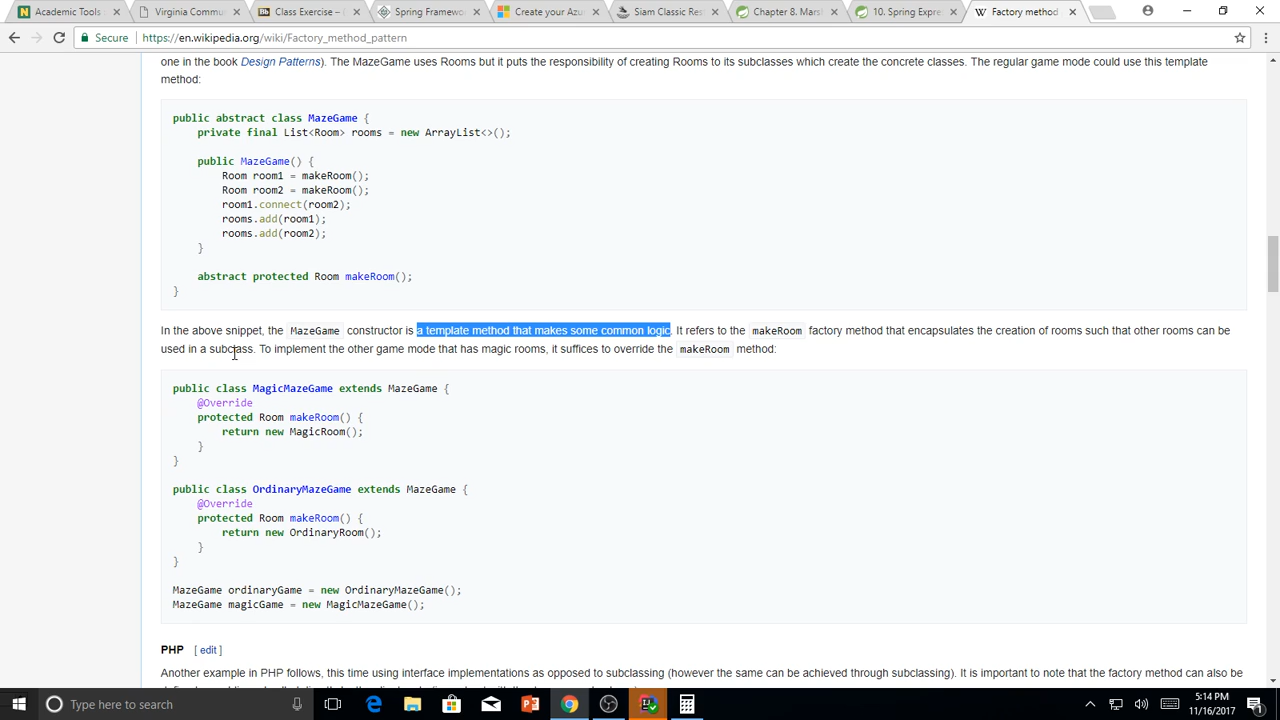 Academic Tools
Virginia Commu
Class Exercise –
Spring Framewo
Create your Azu
Siam Classic Res
Chapter 8. Mars
10. Spring Expre
Factory method
Secure
https://en.wikipedia.org/wiki/Factory_method_pattern
one in the book Design Patterns). The MazeGame uses Rooms but it puts the responsibility of creating Rooms to its subclasses which create the concrete classes. The regular game mode could use this template
method:
public abstract class MazeGame {
private final List<Room> rooms = new ArrayList<>();
public MazeGame() {
Room room1 = makeRoom();
Room room2 = makeRoom();
room1.connect(room2);
rooms.add(room1);
rooms.add(room2);
}
abstract protected Room makeRoom();
}
In the above snippet, the MazeGame constructor is a template method that makes some common logic. It refers to the makeRoom factory method that encapsulates the creation of rooms such that other rooms can be
used in a subclass. To implement the other game mode that has magic rooms, it suffices to override the makeRoom method:
public class MagicMazeGame extends MazeGame {
@Override
protected Room makeRoom() {
return new MagicRoom();
}
}
public class OrdinaryMazeGame extends MazeGame {
@Override
protected Room makeRoom() {
return new OrdinaryRoom();
}
}
MazeGame ordinaryGame = new OrdinaryMazeGame();
MazeGame magicGame = new MagicMazeGame();
PHP [ edit ]
Another example in PHP follows, this time using interface implementations as opposed to subclassing (however the same can be achieved through subclassing). It is important to note that the factory method can also be
Type here to search
5:14 PM
11/16/2017